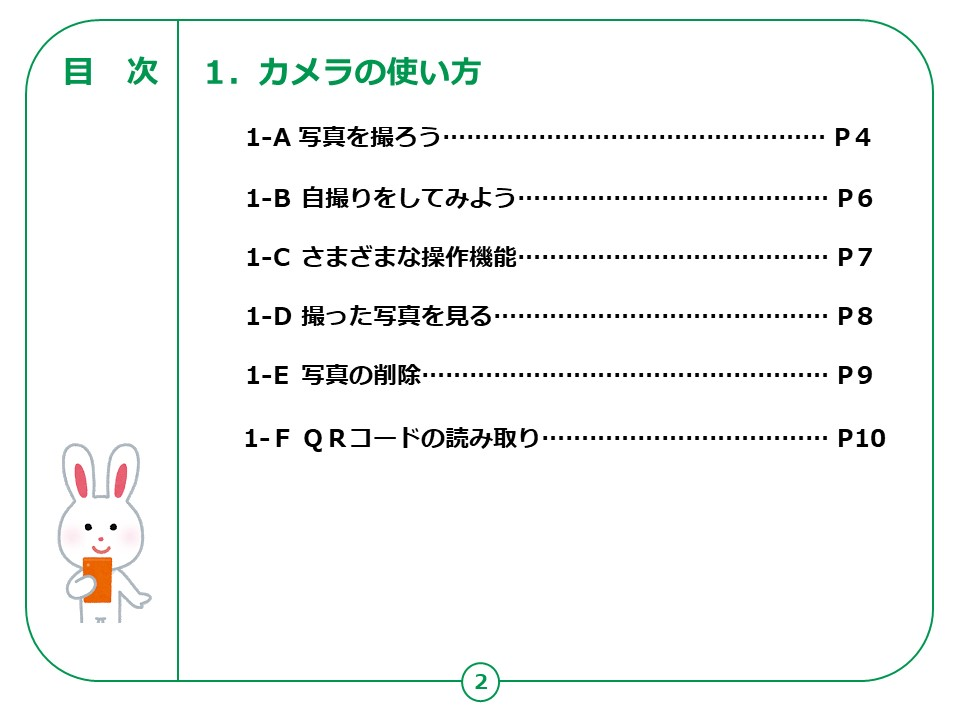 目　次
1．カメラの使い方
1-A 写真を撮ろう………………………………………… P４
1-B 自撮りをしてみよう………………………………… P６
1-C さまざまな操作機能………………………………… P７
1-D 撮った写真を見る…………………………………… P８
1-E 写真の削除…………………………………………… P９
1-Ｆ ＱＲコードの読み取り……………………………… P10
2